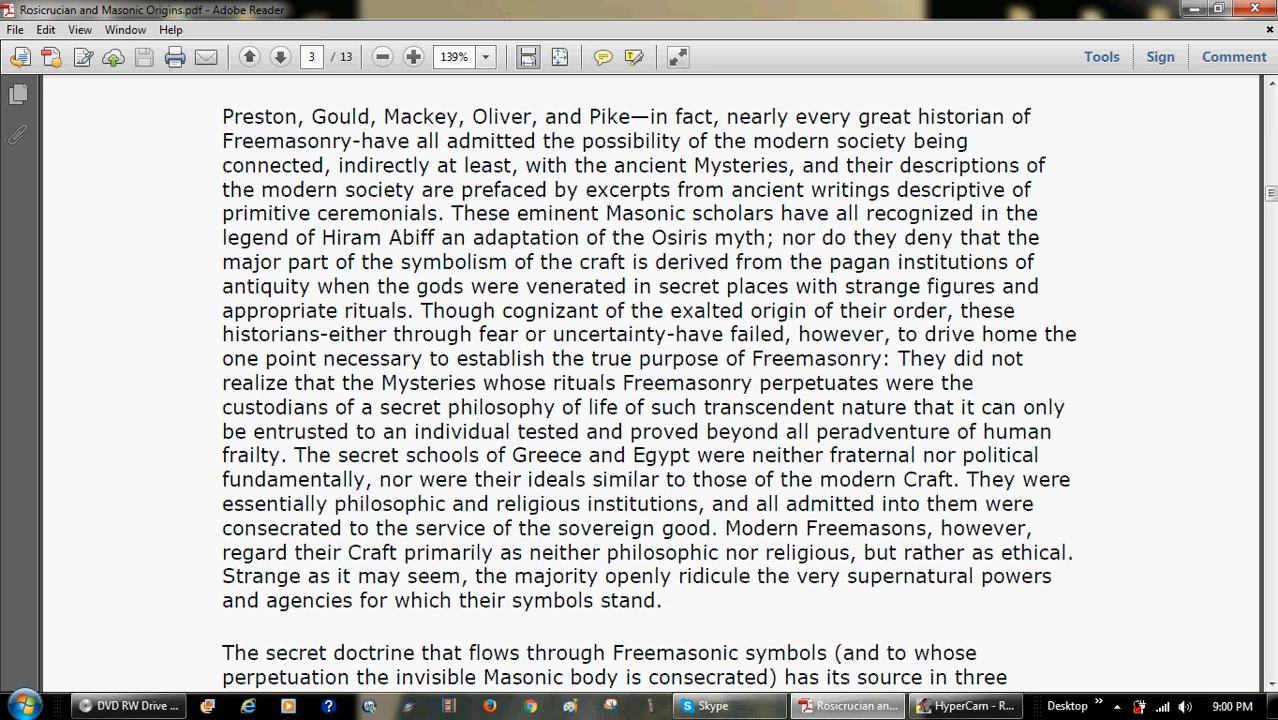 Rosicrucian and Masonic Origins.pdf - Adobe Reader
File Edit View Window Help
3 / 13 139% Tools Sign Comment
Preston, Gould, Mackey, Oliver, and Pike—in fact, nearly every great historian of
Freemasonry-have all admitted the possibility of the modern society being
connected, indirectly at least, with the ancient Mysteries, and their descriptions of
the modern society are prefaced by excerpts from ancient writings descriptive of
primitive ceremonials. These eminent Masonic scholars have all recognized in the
legend of Hiram Abiff an adaptation of the Osiris myth; nor do they deny that the
major part of the symbolism of the craft is derived from the pagan institutions of
antiquity when the gods were venerated in secret places with strange figures and
appropriate rituals. Though cognizant of the exalted origin of their order, these
historians-either through fear or uncertainty-have failed, however, to drive home the
one point necessary to establish the true purpose of Freemasonry: They did not
realize that the Mysteries whose rituals Freemasonry perpetuates were the
custodians of a secret philosophy of life of such transcendent nature that it can only
be entrusted to an individual tested and proved beyond all peradventure of human
frailty. The secret schools of Greece and Egypt were neither fraternal nor political
fundamentally, nor were their ideals similar to those of the modern Craft. They were
essentially philosophic and religious institutions, and all admitted into them were
consecrated to the service of the sovereign good. Modern Freemasons, however,
regard their Craft primarily as neither philosophic nor religious, but rather as ethical.
Strange as it may seem, the majority openly ridicule the very supernatural powers
and agencies for which their symbols stand.
The secret doctrine that flows through Freemasonic symbols (and to whose
perpetuation the invisible Masonic body is consecrated) has its source in three
DVD RW Drive ... Skype Rosicrucian an... HyperCam - R... Desktop » 9:00 PM